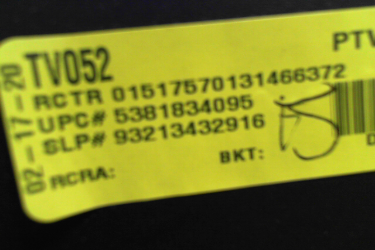 02-17-20
TV052
PTV
RCTR 01517570131466372
UPC# 5381834095
SLP# 93213432916
BKT:
RCRA: